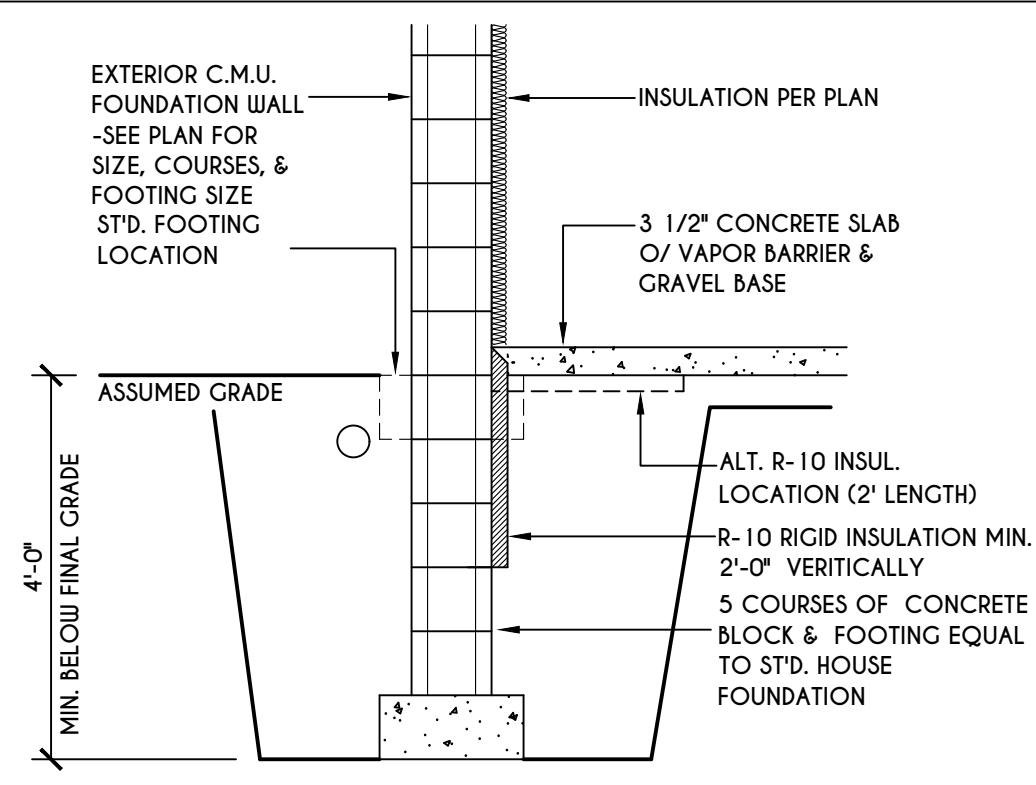 EXTERIOR C.M.U.
FOUNDATION WALL
-SEE PLAN FOR
SIZE, COURSES, &
FOOTING SIZE
ST'D. FOOTING
LOCATION
INSULATION PER PLAN
3 1/2" CONCRETE SLAB
O/ VAPOR BARRIER &
GRAVEL BASE
ASSUMED GRADE
4'-0"
MIN. BELOW FINAL GRADE
ALT. R-10 INSUL.
LOCATION (2' LENGTH)
R-10 RIGID INSULATION MIN.
2'-0" VERITICALLY
5 COURSES OF CONCRETE
BLOCK & FOOTING EQUAL
TO ST'D. HOUSE
FOUNDATION